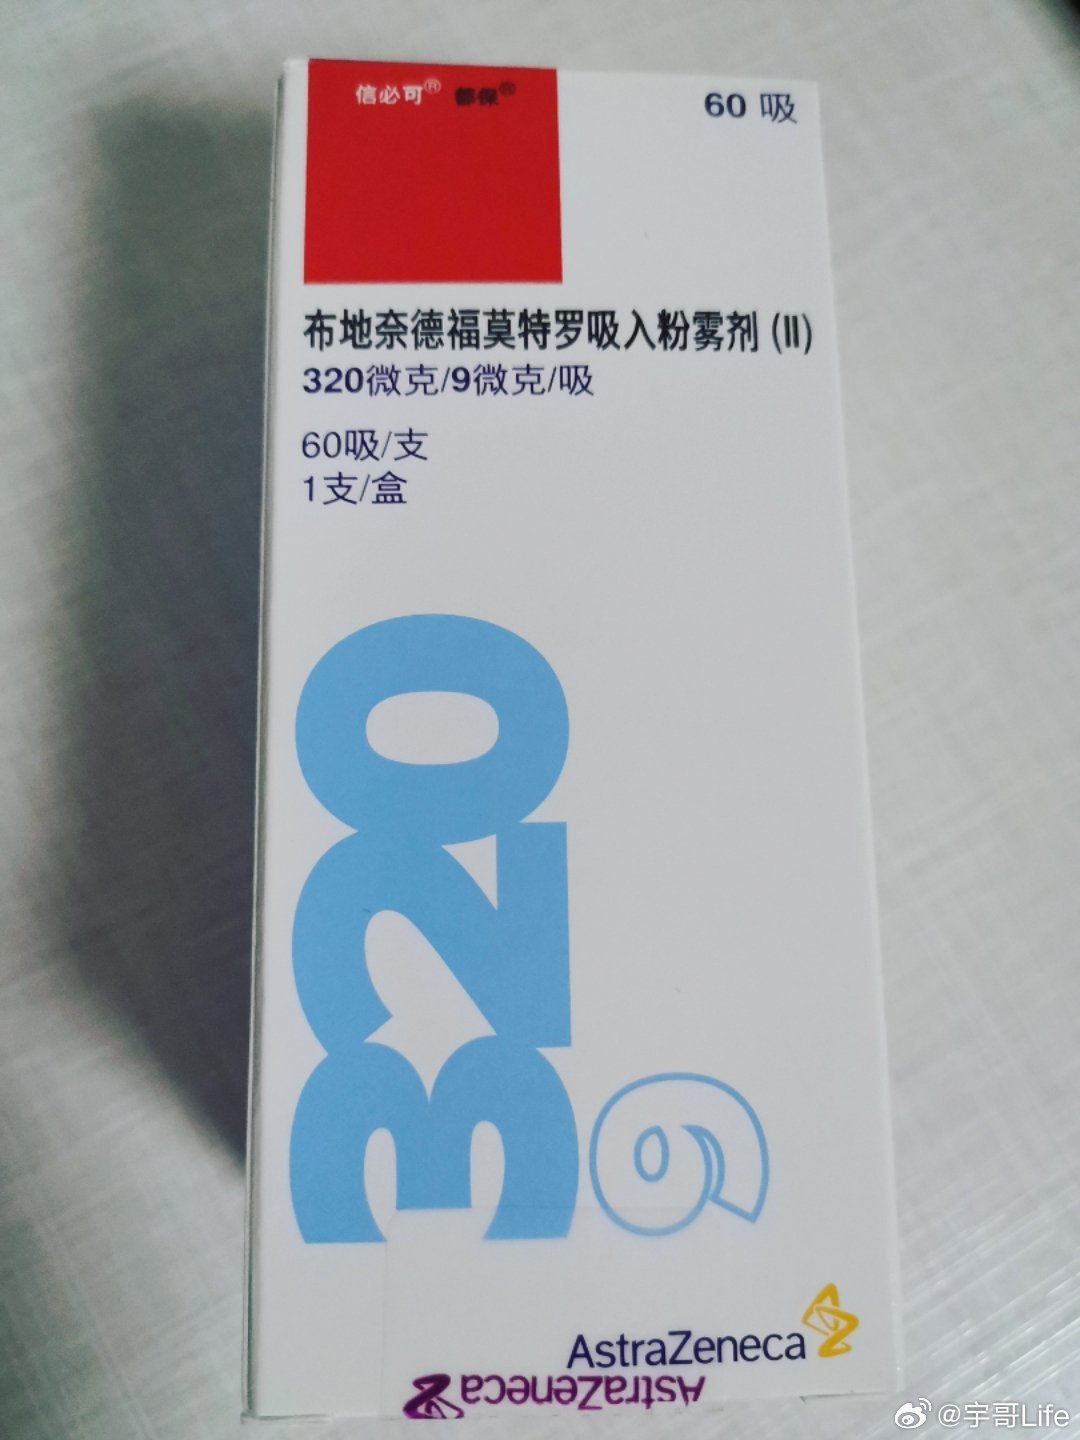 信必可® 都保®
60 吸
布地奈德福莫特罗吸入粉雾剂 (II)
320微克/9微克/吸
60吸/支
1支/盒
320
9
AstraZeneca
AstraZeneca
@宇哥Life